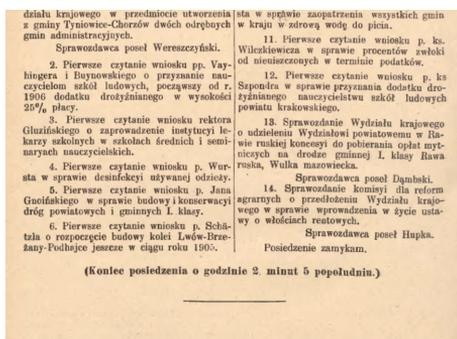 działu krajowego w przedmiocie utworzenia
z gminy Tyniowice-Chorzów dwóch odrębnych
gmin administracyjnych.
Sprawozdawca poseł Wereszczyński.
2. Pierwsze czytanie wniosku pp. Vay-
hingera i Buynowskiego o przyznanie nau-
czycielom szkół ludowych, począwszy od r.
1906 dodatku drożyźnianego w wysokości
25% płacy.
3. Pierwsze czytanie wniosku rektora
Gluzińskiego o zaprowadzenie instytucyi le-
karzy szkolnych w szkołach średnich i semi-
naryach nauczycielskich.
4. Pierwsze czytanie wniosku p. Wur-
sta w sprawie desinfekcyi używanej odzieży.
5. Pierwsze czytanie wniosku p. Jana
Gnoińskiego w sprawie budowy i konserwacyi
dróg powiatowych i gminnych I. klasy.
6. Pierwsze czytanie wniosku p. Schä-
tzla o rozpoczęcie budowy kolei Lwów-Brze-
żany-Podhajce jeszcze w ciągu roku 1905.
sta w sprawie zaopatrzenia wszystkich gmin
w kraju w zdrową wodę do picia.
11. Pierwsze czytanie wniosku p. ks.
Wilczkiewicza w sprawie procentów zwłoki
od nieuszczonych w terminie podatków.
12. Pierwsze czytanie wniosku p. ks
Szpondra w sprawie przyznania dodatku dro-
żyźnianego nauczycielstwu szkół ludowych
powiatu krakowskiego.
13. Sprawozdanie Wydziału krajowego
o udzieleniu Wydziałowi powiatowemu w Ra-
wie ruskiej koncesyi do pobierania opłat myt-
niczych na drodze gminnej I. klasy Rawa
ruska, Wulka mazowiecka.
Sprawozdawca poseł Dąmbski.
14. Sprawozdanie komisyi dla reform
agrarnych o przedłożeniu Wydziału krajo-
wego w sprawie wprowadzenia w życie usta-
wy o włościach rentowych.
Sprawozdawca poseł Hupka.
Posiedzenie zamykam.
(Koniec posiedzenia o godzinie 2. minut 5 popołudniu.)